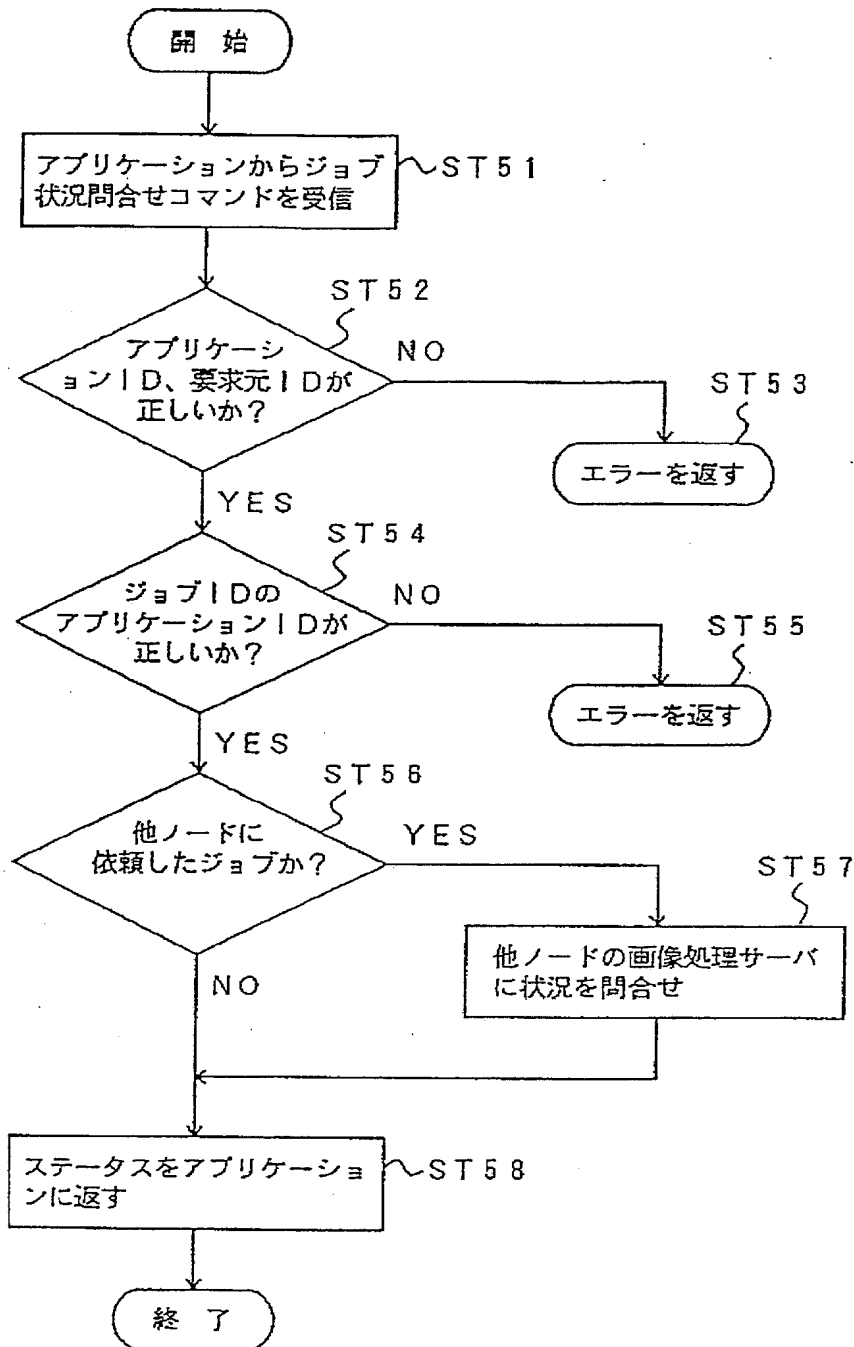 開 始
アプリケーションからジョブ
状況問合せコマンドを受信
ST51
ST52
アプリケーシ
ョンID、要求元IDが
正しいか?
NO
ST53
エラーを返す
YES
ST54
ジョブIDの
アプリケーションIDが
正しいか?
NO
ST55
エラーを返す
YES
ST56
他ノードに
依頼したジョブか?
YES
ST57
他ノードの画像処理サーバ
に状況を問合せ
NO
ステータスをアプリケーショ
ンに返す
ST58
終 了